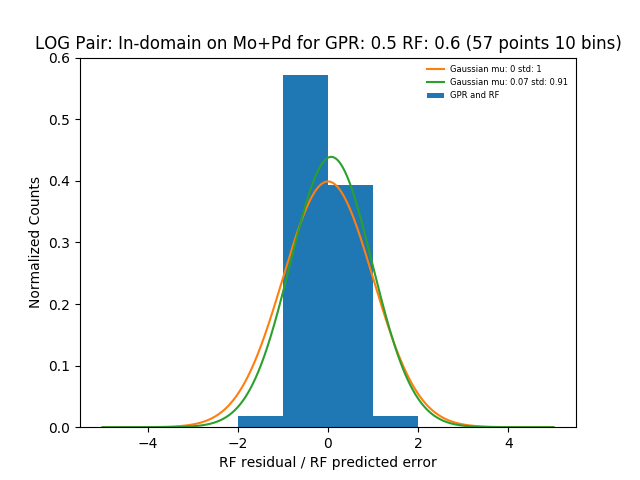 LOG Pair: In-domain on Mo+Pd for GPR: 0.5 RF: 0.6 (57 points 10 bins)
Gaussian mu: 0 std: 1
Gaussian mu: 0.07 std: 0.91
GPR and RF
Normalized Counts
0.6
0.5
0.4
0.3
0.2
0.1
0.0
−4 −2 0 2 4
RF residual / RF predicted error